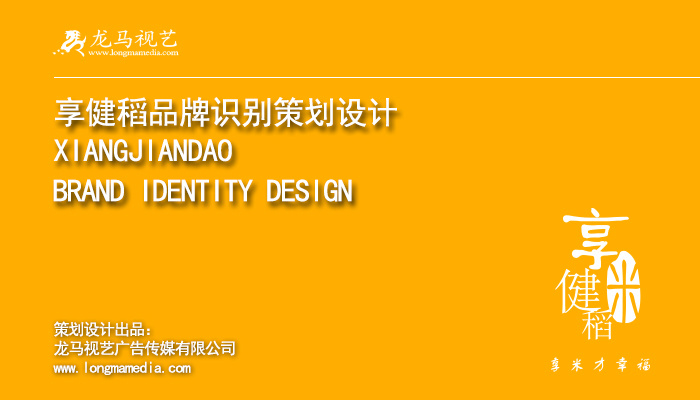 龙马视艺
www.longmamedia.com
享健稻品牌识别策划设计
XIANGJIANDAO
BRAND IDENTITY DESIGN
享
健
米
稻
享米才幸福
策划设计出品：
龙马视艺广告传媒有限公司
www.longmamedia.com